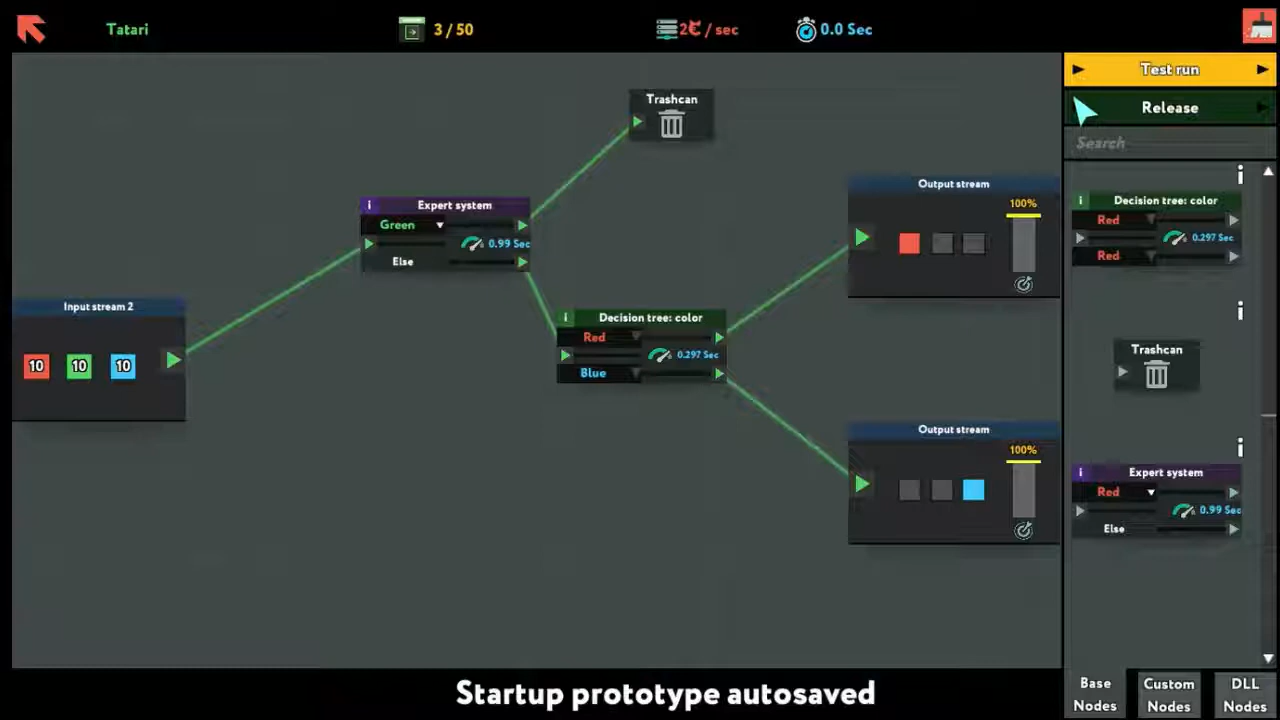 Tatari
3 / 50
2€ / sec
0.0 Sec
Test run
Release
Search
Trashcan
Output stream
100%
i
i Decision tree: color
Red
0.297 Sec
Red
i Expert system
Green
0.99 Sec
Else
Input stream 2
10 10 10
i Decision tree: color
Red
0.297 Sec
Blue
i
Trashcan
Output stream
100%
i
i Expert system
Red
0.99 Sec
Else
Startup prototype autosaved
Base Nodes
Custom Nodes
DLL Nodes